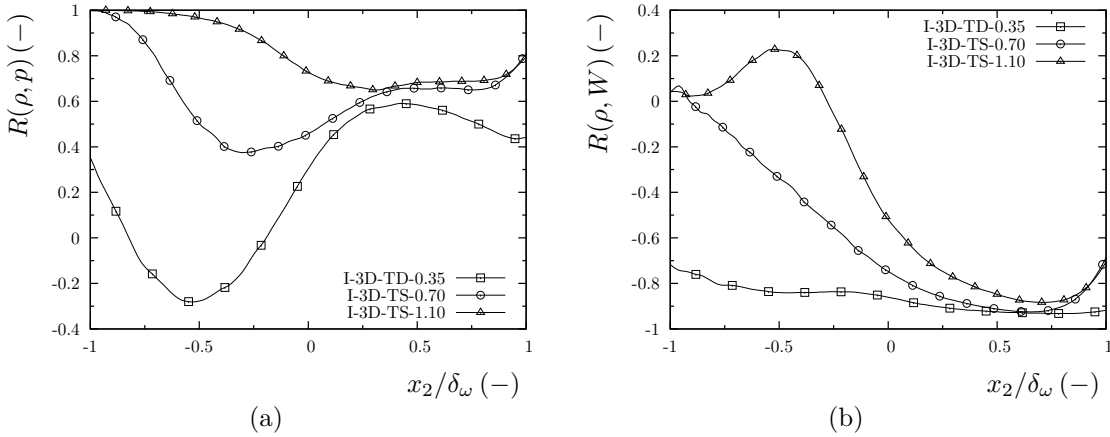 R(ρ, p) (−)
1
0.8
0.6
0.4
0.2
0
-0.2
-0.4
I-3D-TD-0.35
I-3D-TS-0.70
I-3D-TS-1.10
-1
-0.5
0
0.5
1
x₂/δ_ω (−)
(a)
R(ρ, W) (−)
0.4
0.2
0
-0.2
-0.4
-0.6
-0.8
-1
I-3D-TD-0.35
I-3D-TS-0.70
I-3D-TS-1.10
-1
-0.5
0
0.5
1
x₂/δ_ω (−)
(b)